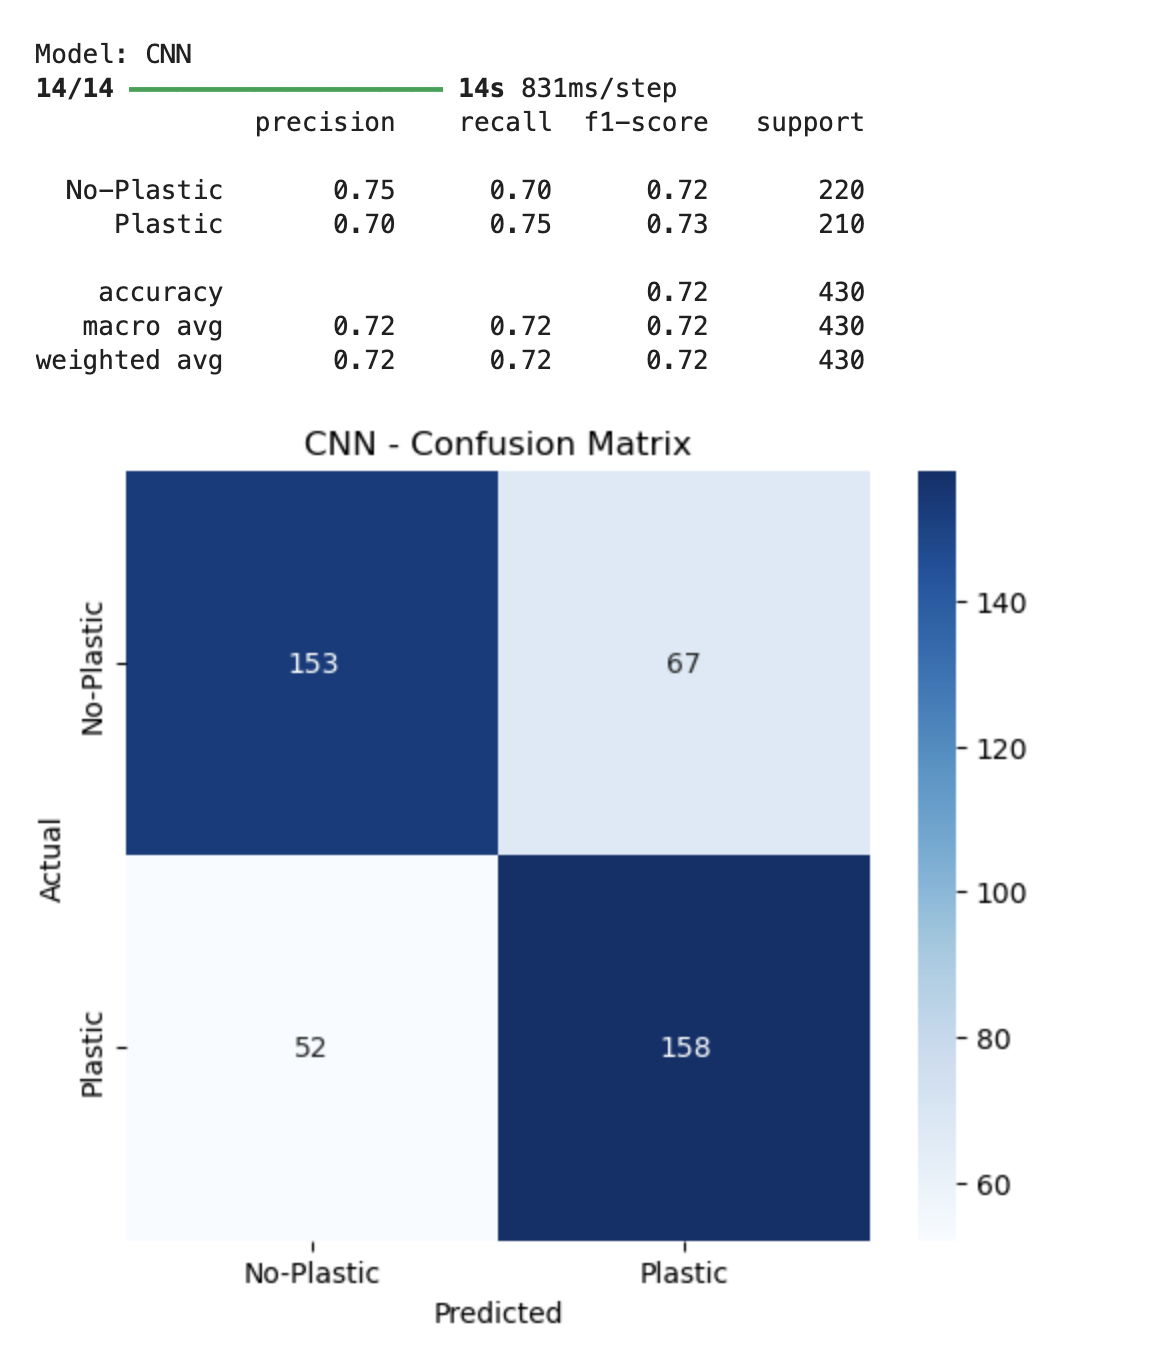 Model: CNN
14/14 14s 831ms/step
precision recall f1-score support
No-Plastic 0.75 0.70 0.72 220
Plastic 0.70 0.75 0.73 210
accuracy 0.72 430
macro avg 0.72 0.72 0.72 430
weighted avg 0.72 0.72 0.72 430
CNN - Confusion Matrix
Actual
No-Plastic
153 67
Plastic
52 158
No-Plastic Plastic
Predicted
140
120
100
80
60